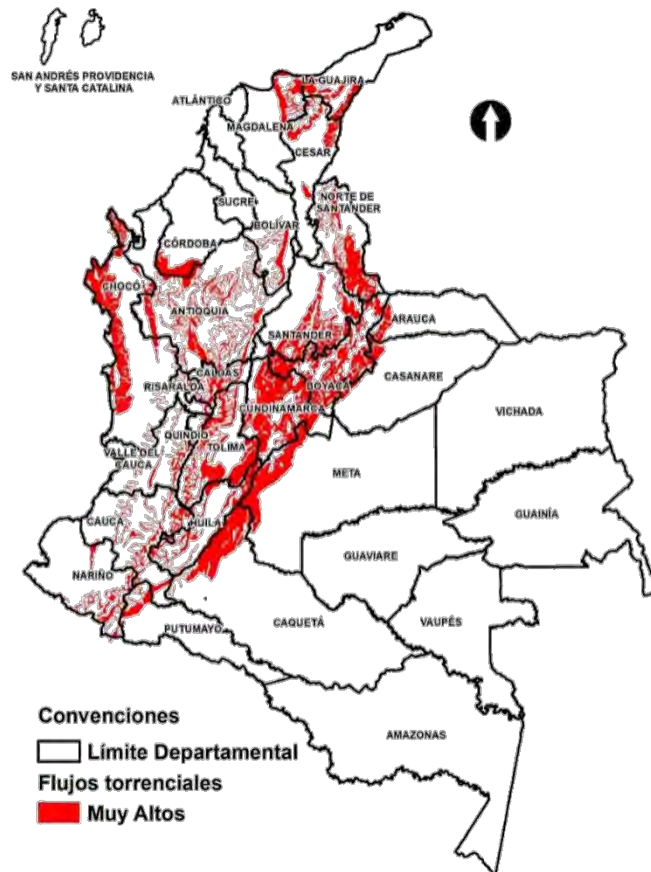 SAN ANDRÉS PROVIDENCIA
Y SANTA CATALINA
LA GUAJIRA
ATLÁNTICO
MAGDALENA
CESAR
NORTE DE
SANTANDER
SUCRE
BOLÍVAR
CÓRDOBA
CHOCÓ
ANTIOQUIA
SANTANDER
ARAUCA
CALDAS
BOYACÁ
CASANARE
RISARALDA
CUNDINAMARCA
VICHADA
QUINDIO
TOLIMA
VALLE DEL
CAUCA
META
GUAINÍA
CAUCA
HUILA
GUAVIARE
NARIÑO
CAQUETÁ
VAUPÉS
PUTUMAYO
AMAZONAS
Convenciones
Límite Departamental
Flujos torrenciales
Muy Altos